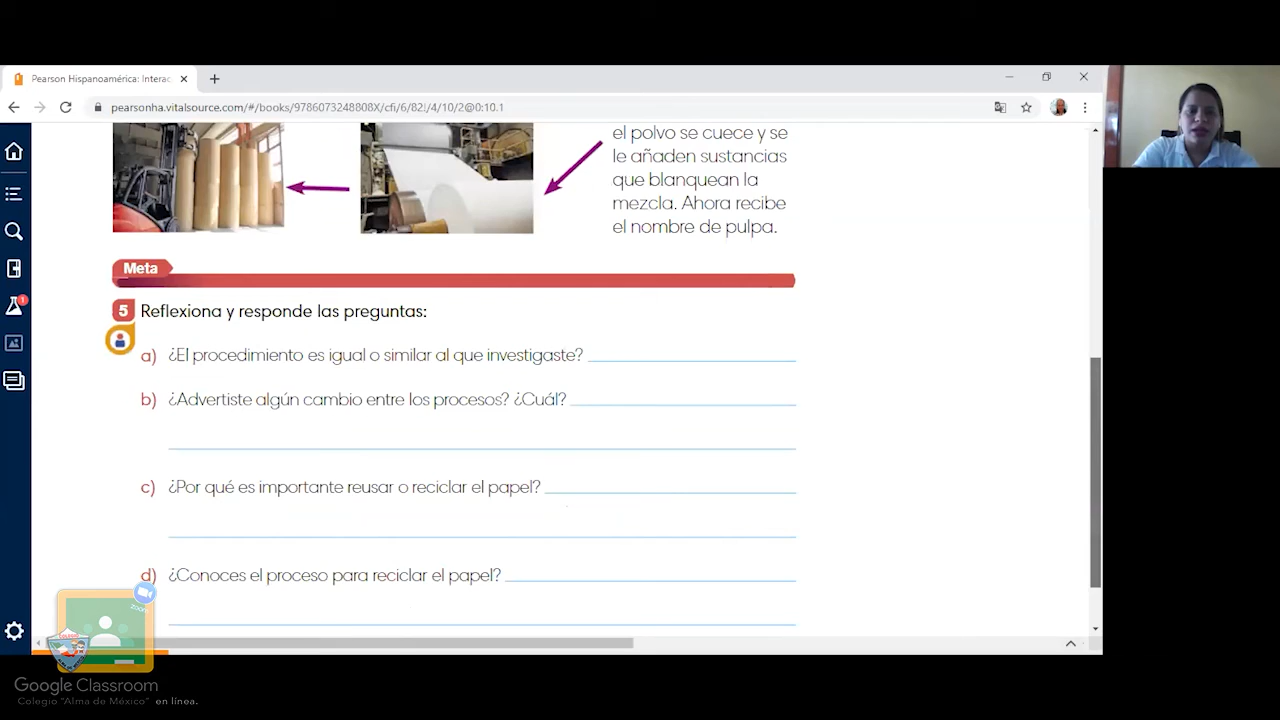 Pearson Hispanoamérica: Interac
pearsonha.vitalsource.com/#/books/9786073248808X/cfi/6/82!/4/10/2@0:10.1
el polvo se cuece y se
le añaden sustancias
que blanquean la
mezcla. Ahora recibe
el nombre de pulpa.
Meta
5 Reflexiona y responde las preguntas:
a) ¿El procedimiento es igual o similar al que investigaste?
b) ¿Advertiste algún cambio entre los procesos? ¿Cuál?
c) ¿Por qué es importante reusar o reciclar el papel?
d) ¿Conoces el proceso para reciclar el papel?
1
zoom
COLEGIO
Google Classroom
Colegio "Alma de México" en línea.